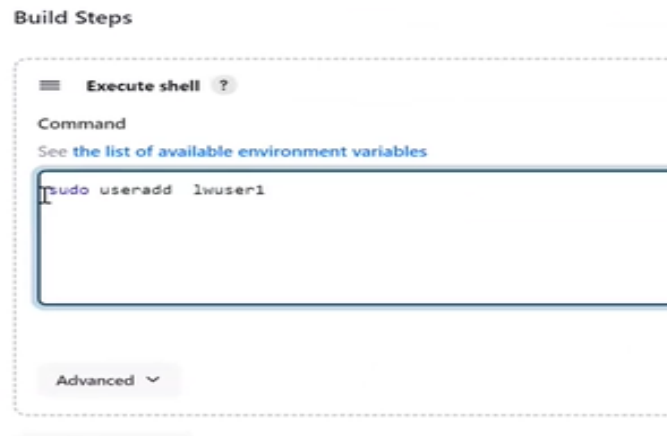 Build Steps
Execute shell ?
Command
See the list of available environment variables
sudo useradd  lwuser1
Advanced